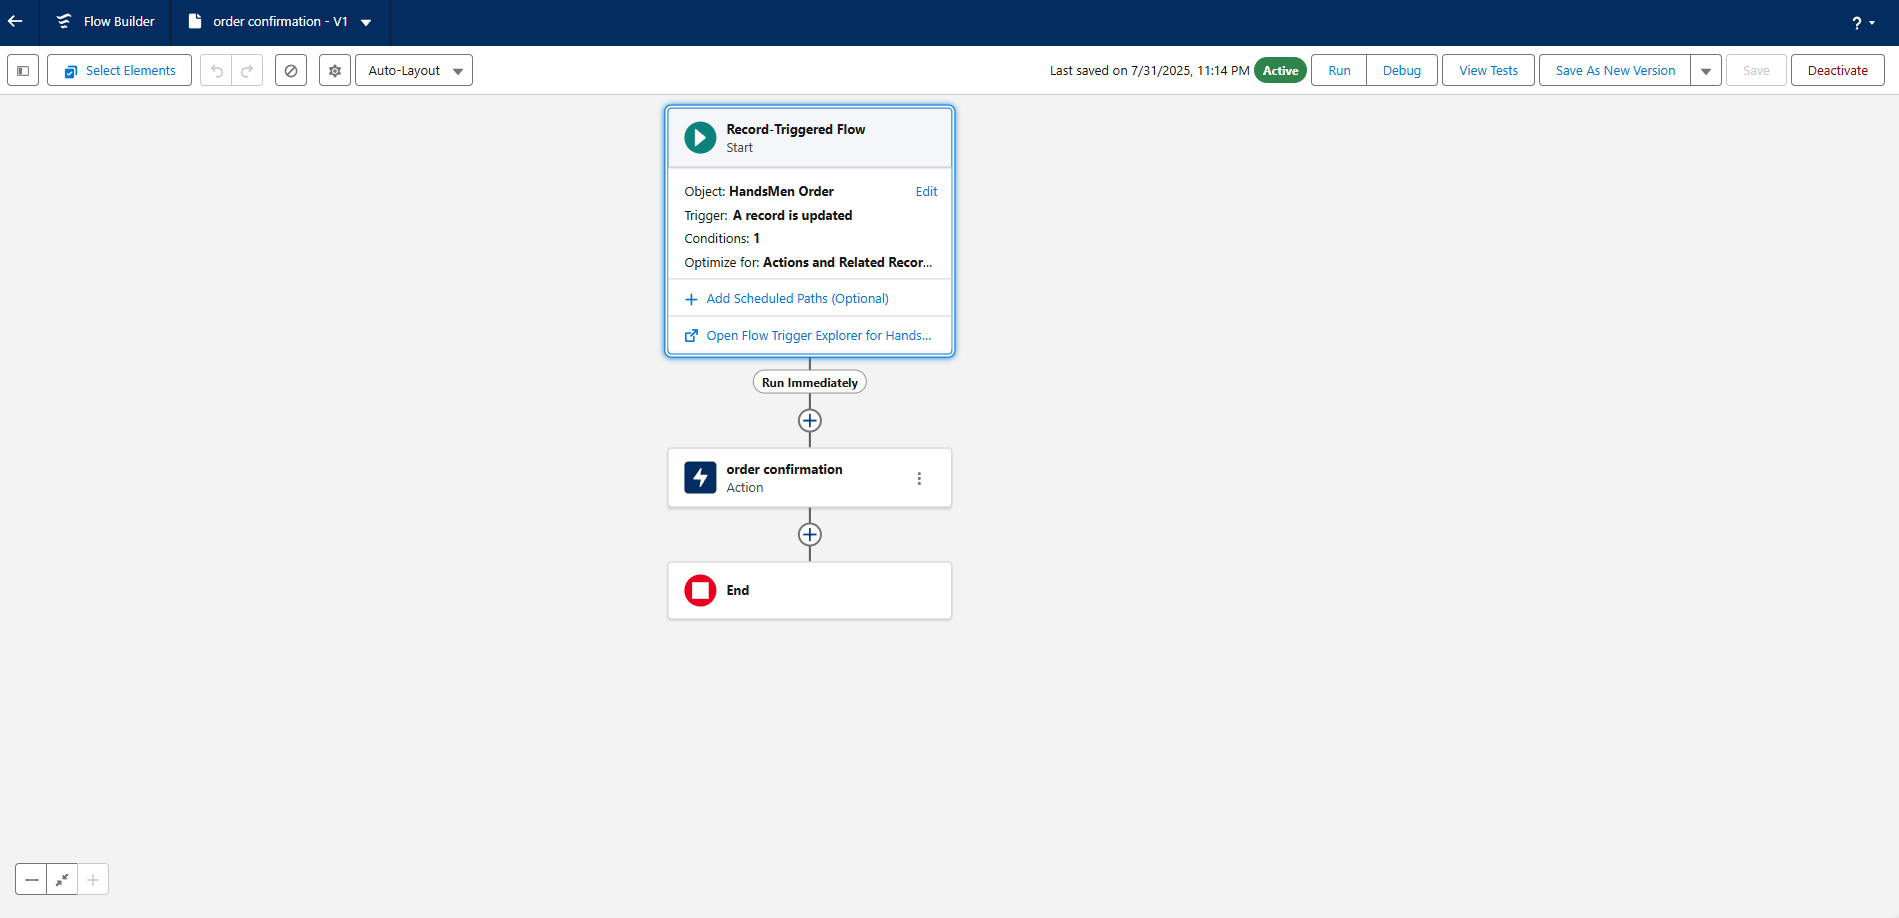 Flow Builder
order confirmation - V1
?
Select Elements
Auto-Layout
Last saved on 7/31/2025, 11:14 PM
Active
Run
Debug
View Tests
Save As New Version
Save
Deactivate
Record-Triggered Flow
Start
Object: HandsMen Order
Edit
Trigger: A record is updated
Conditions: 1
Optimize for: Actions and Related Recor...
Add Scheduled Paths (Optional)
Open Flow Trigger Explorer for Hands...
Run Immediately
order confirmation
Action
End